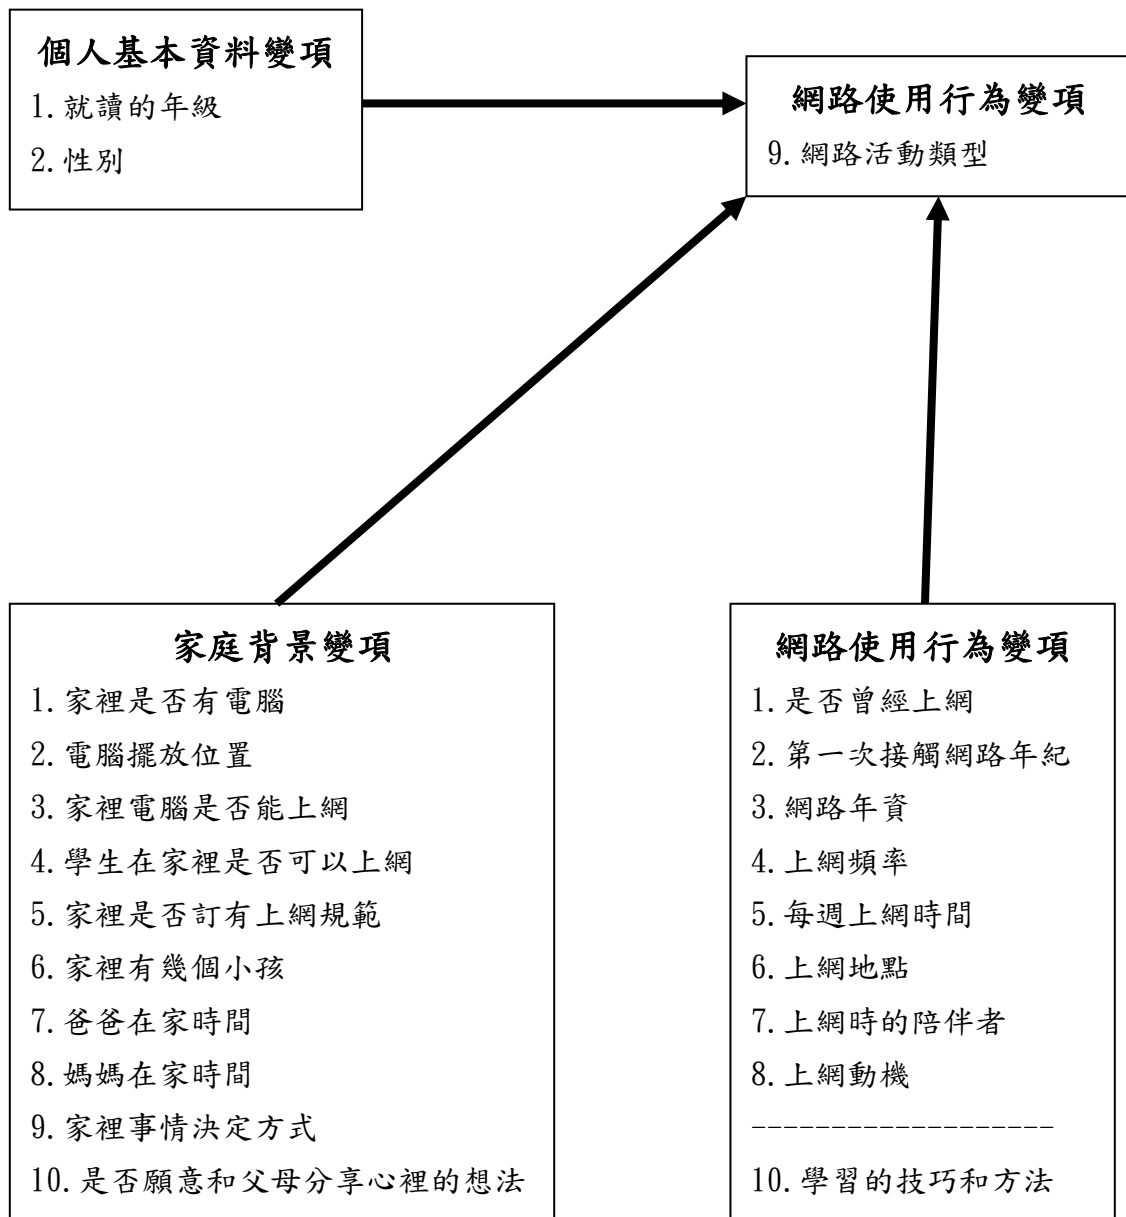 個人基本資料變項
1.就讀的年級
2.性別
網路使用行為變項
9.網路活動類型
家庭背景變項
1.家裡是否有電腦
2.電腦擺放位置
3.家裡電腦是否能上網
4.學生在家裡是否可以上網
5.家裡是否訂有上網規範
6.家裡有幾個小孩
7.爸爸在家時間
8.媽媽在家時間
9.家裡事情決定方式
10.是否願意和父母分享心裡的想法
網路使用行為變項
1.是否曾經上網
2.第一次接觸網路年紀
3.網路年資
4.上網頻率
5.每週上網時間
6.上網地點
7.上網時的陪伴者
8.上網動機
-------------------
10.學習的技巧和方法